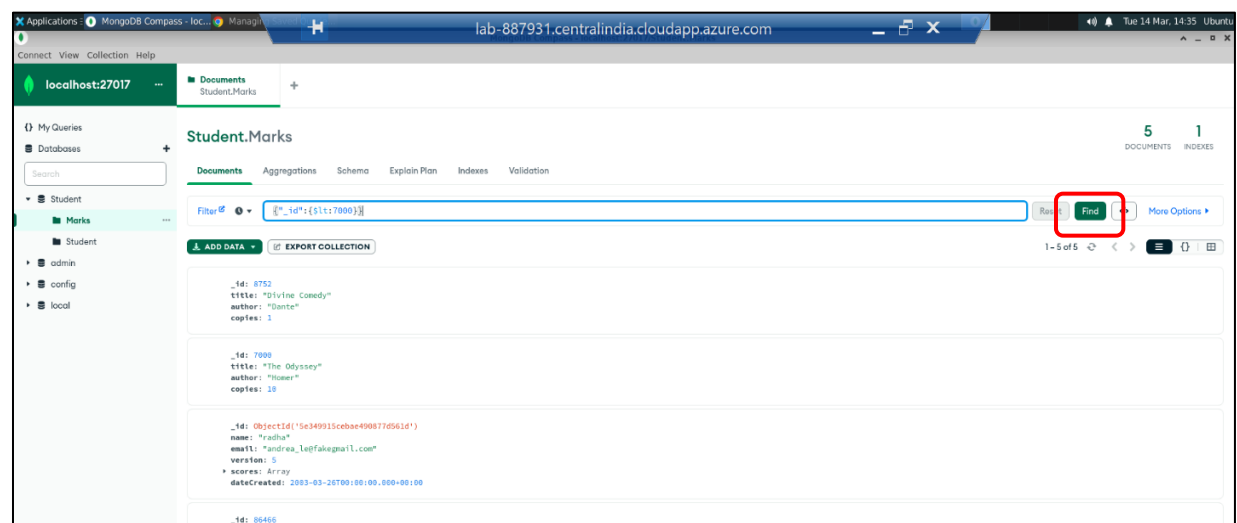 Applications : MongoDB Compass - loc... Managin
lab-887931.centralindia.cloudapp.azure.com
Tue 14 Mar, 14:35 Ubuntu
Connect View Collection Help
localhost:27017 ...
Documents
Student.Marks
+
{} My Queries
Databases +
Search
Student
Marks ...
Student
admin
config
local
Student.Marks
5 1
DOCUMENTS INDEXES
Documents Aggregations Schema Explain Plan Indexes Validation
Filter {"_id":{$lt:7000}} Reset Find More Options
ADD DATA EXPORT COLLECTION 1 – 5 of 5 {}
_id: 8752
title: "Divine Comedy"
author: "Dante"
copies: 1
_id: 7000
title: "The Odyssey"
author: "Homer"
copies: 10
_id: ObjectId('5e349915cebae490877d561d')
name: "radha"
email: "andrea_le@fakegmail.com"
version: 5
scores: Array
dateCreated: 2003-03-26T00:00:00.000+00:00
_id: 86466